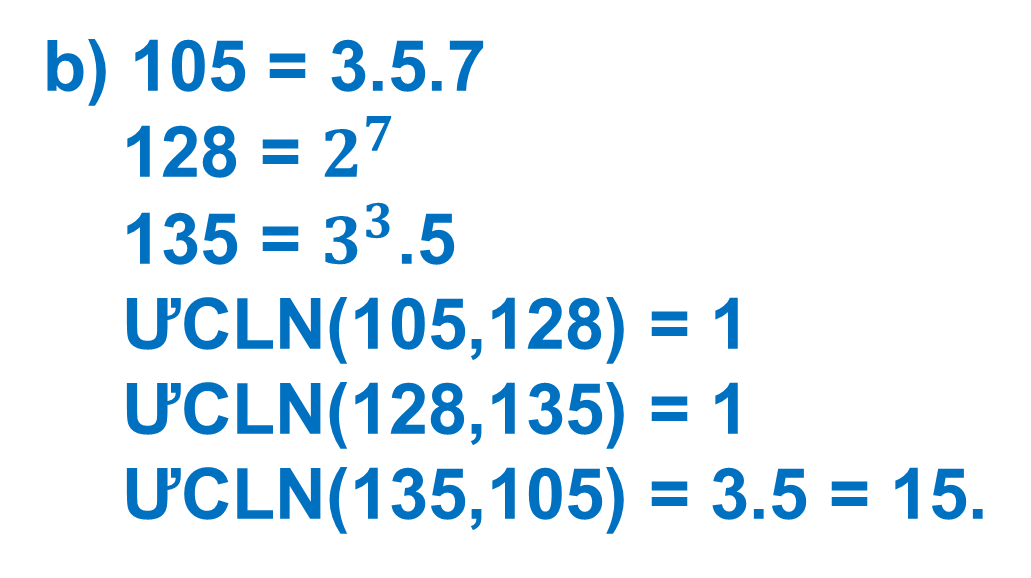 b) 105 = 3.5.7
128 = 2⁷
135 = 3³.5
ƯCLN(105,128) = 1
ƯCLN(128,135) = 1
ƯCLN(135,105) = 3.5 = 15.